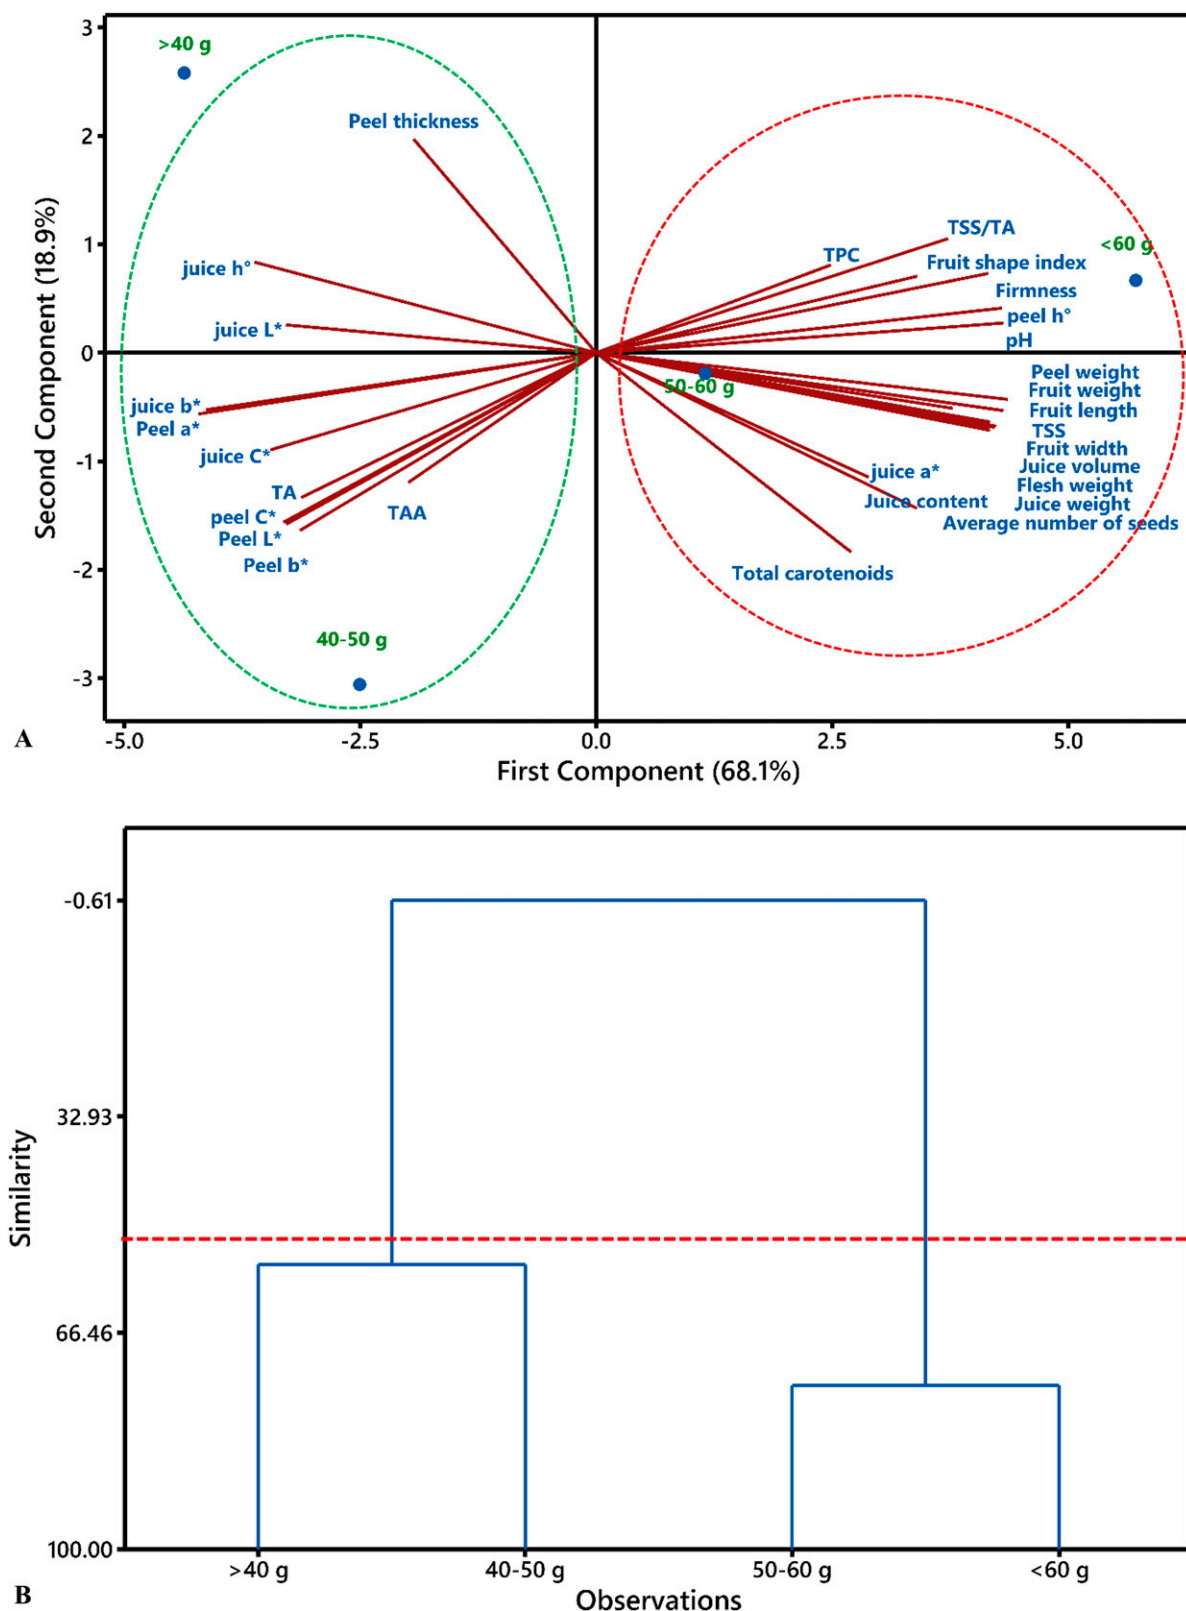 3
>40 g
Peel thickness
2
TSS/TA
<60 g
TPC
1
Fruit shape index
juice h°
Firmness
peel h°
juice L*
pH
0
Peel weight
50-60 g
Fruit weight
juice b*
Fruit length
Peel a*
TSS
Fruit width
juice C*
Juice volume
-1
juice a*
Flesh weight
TA
Juice content
Juice weight
peel C*
TAA
Average number of seeds
Peel L*
Peel b*
Total carotenoids
-2
40-50 g
-3
Second Component (18.9%)
A
-5.0
-2.5
0.0
2.5
5.0
First Component (68.1%)
-0.61
32.93
Similarity
66.46
100.00
>40 g
40-50 g
50-60 g
<60 g
B
Observations